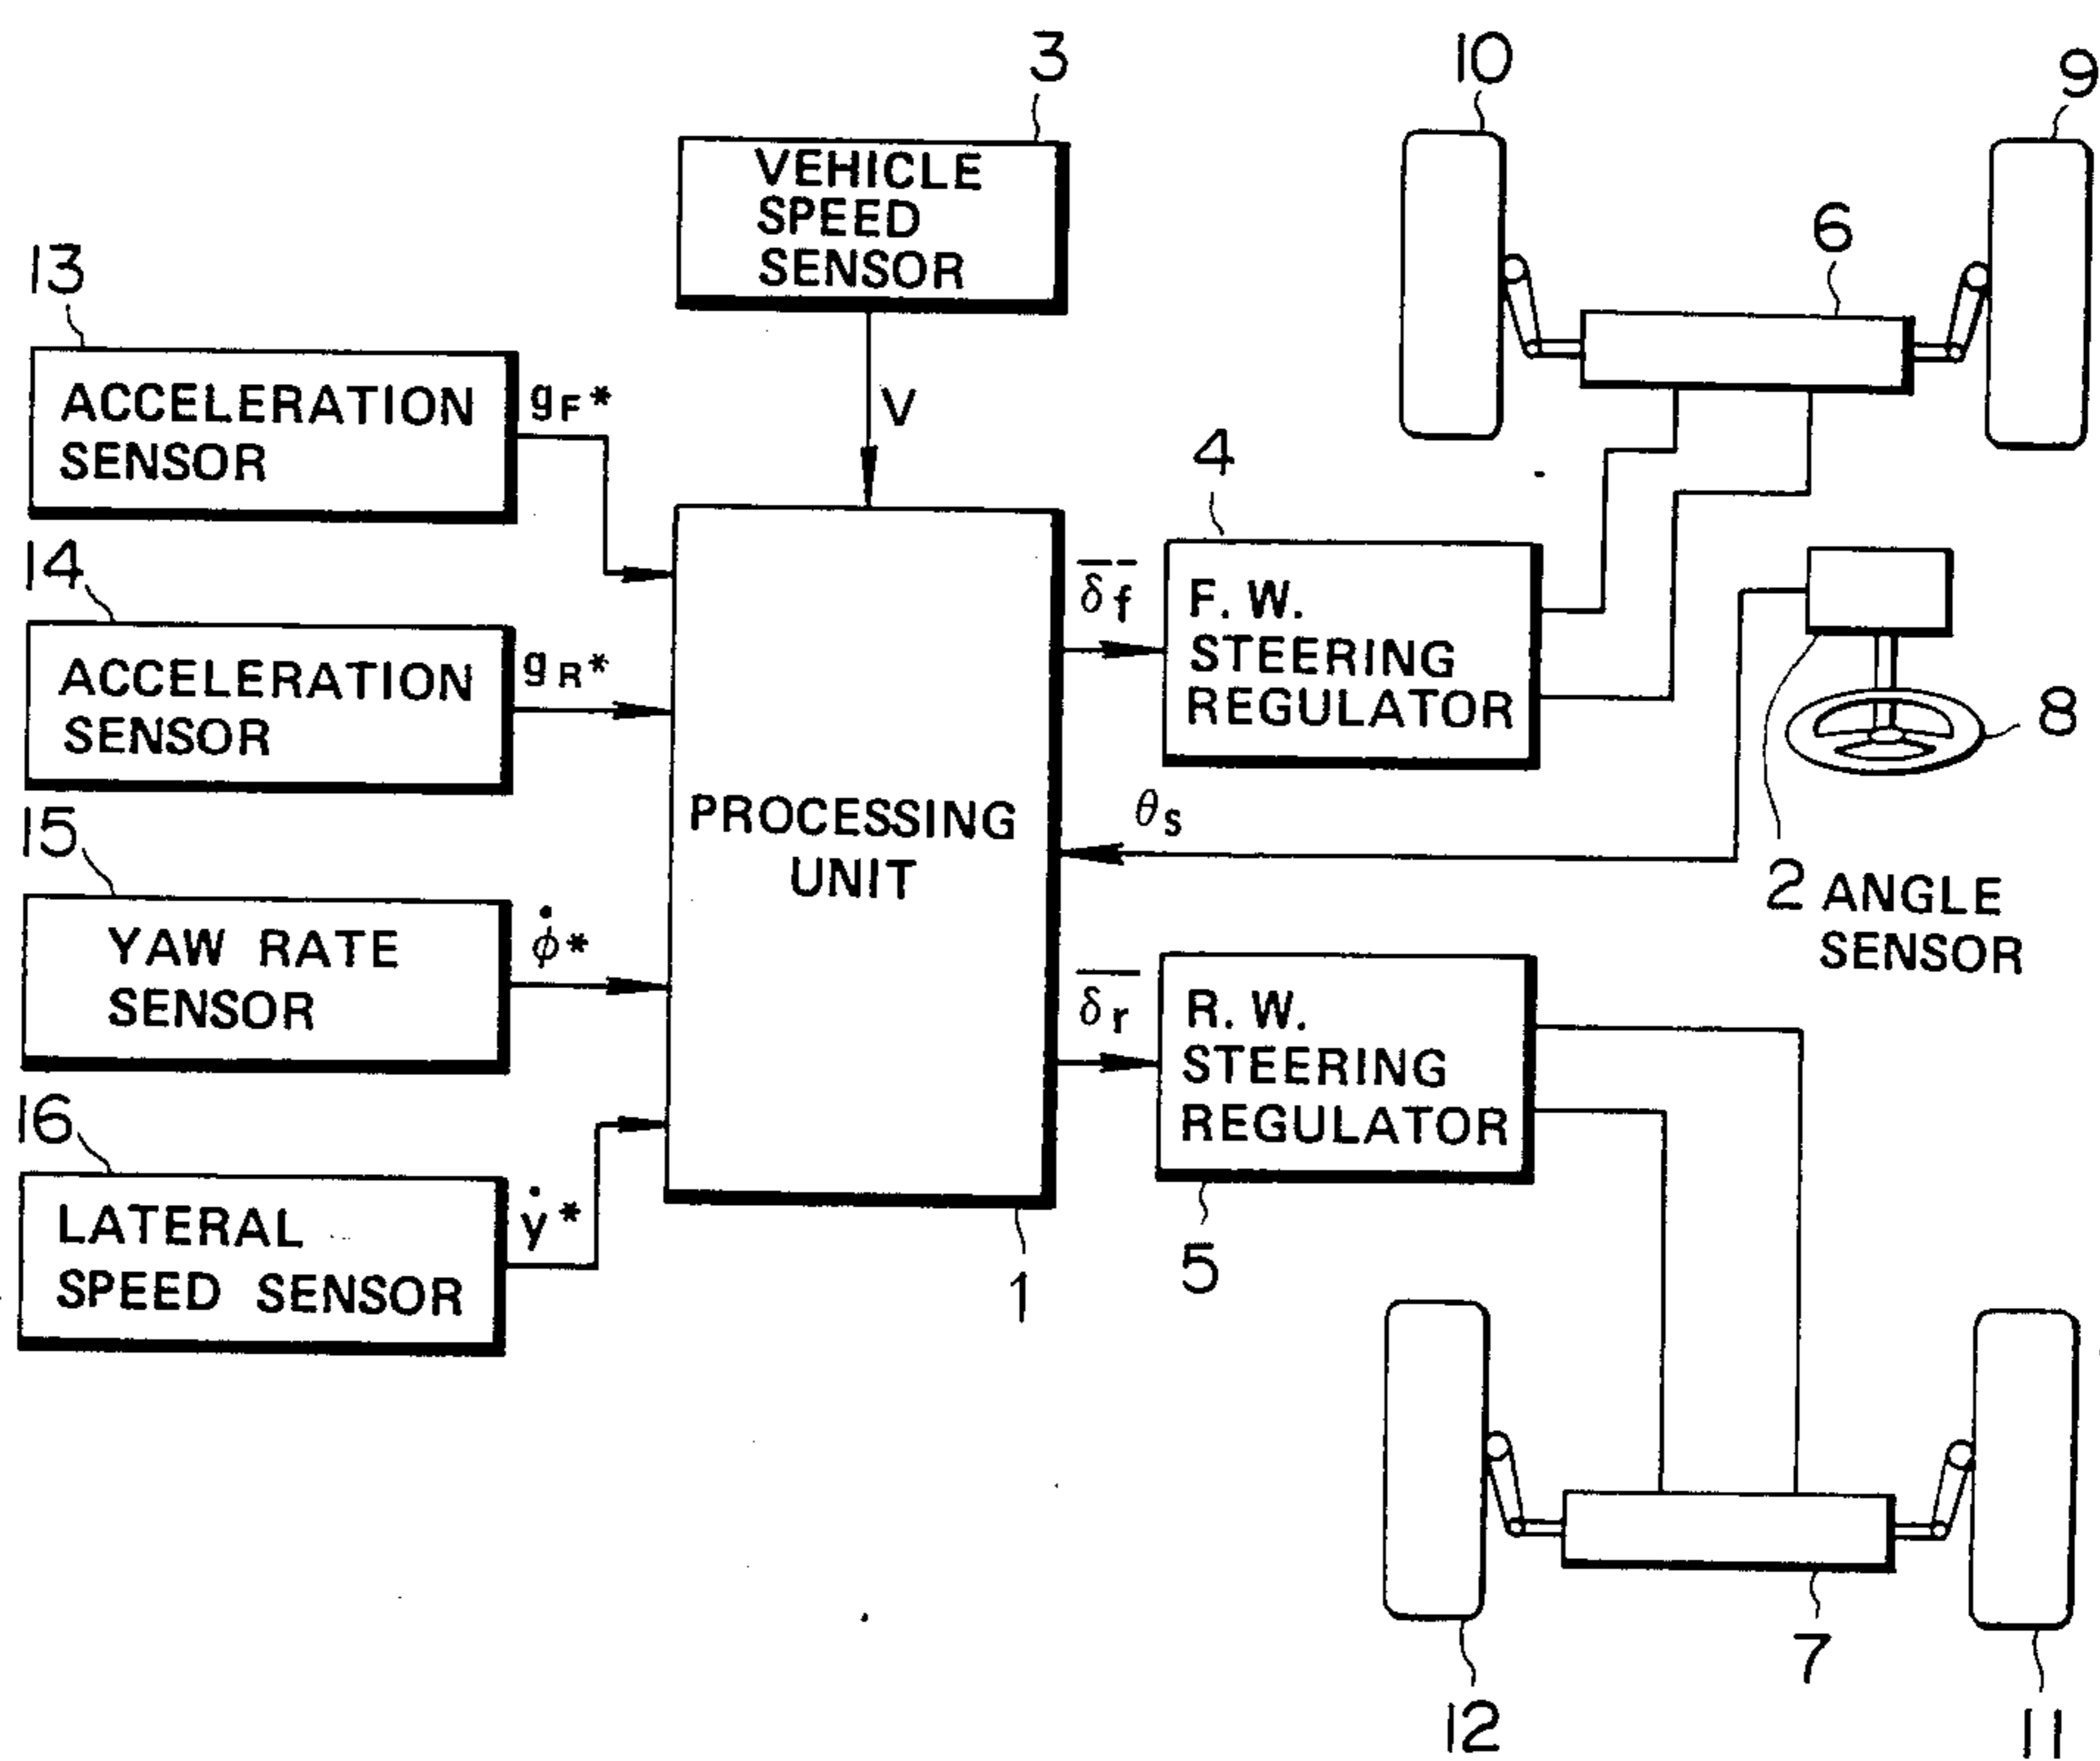 3
VEHICLE
SPEED
SENSOR
V
10
9
6
13
ACCELERATION
SENSOR
gF*
14
ACCELERATION
SENSOR
gR*
15
YAW RATE
SENSOR
φ̇*
16
LATERAL
SPEED SENSOR
ẏ*
PROCESSING
UNIT
1
δf
4
F. W.
STEERING
REGULATOR
θs
8
2 ANGLE
SENSOR
δr
R. W.
STEERING
REGULATOR
5
7
12
11